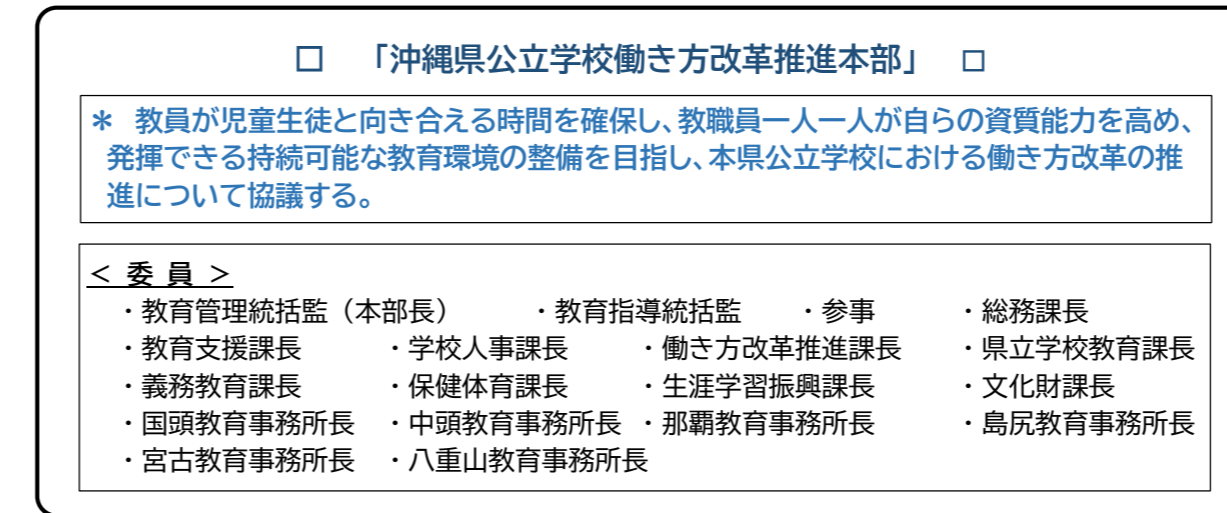 □ 「沖縄県公立学校働き方改革推進本部」 □
＊ 教員が児童生徒と向き合える時間を確保し、教職員一人一人が自らの資質能力を高め、
発揮できる持続可能な教育環境の整備を目指し、本県公立学校における働き方改革の推
進について協議する。
＜ 委 員 ＞
・教育管理統括監（本部長） ・教育指導統括監 ・参事 ・総務課長
・教育支援課長 ・学校人事課長 ・働き方改革推進課長 ・県立学校教育課長
・義務教育課長 ・保健体育課長 ・生涯学習振興課長 ・文化財課長
・国頭教育事務所長 ・中頭教育事務所長 ・那覇教育事務所長 ・島尻教育事務所長
・宮古教育事務所長 ・八重山教育事務所長